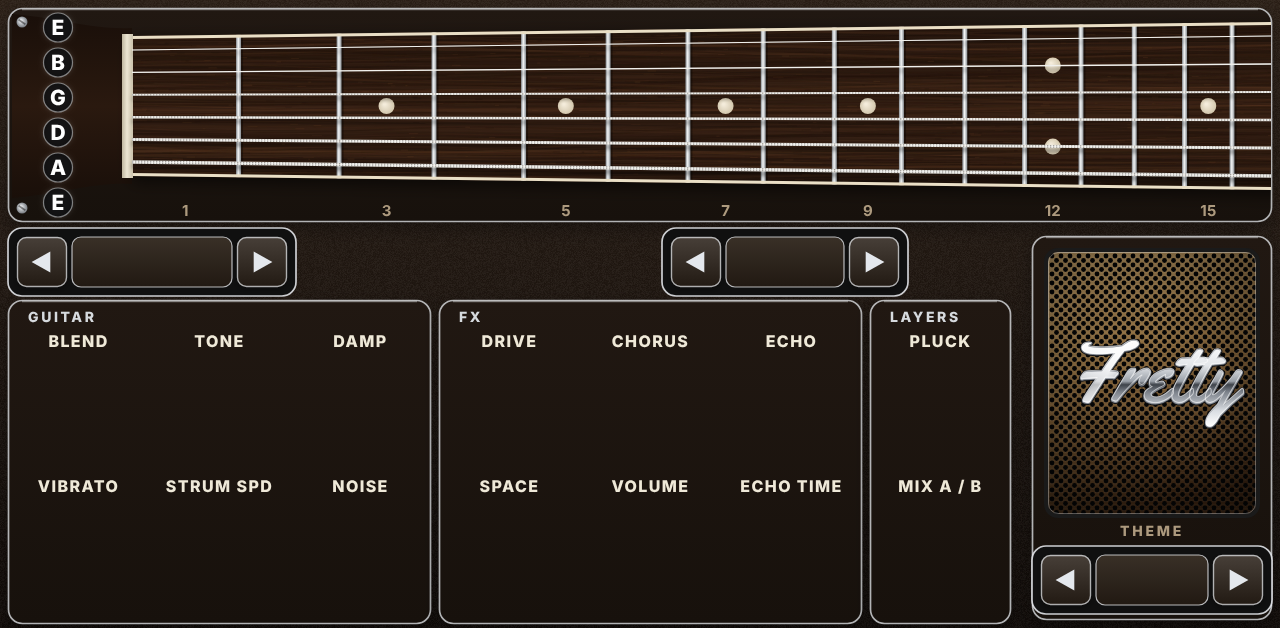 E
B
G
D
A
E
1 3 5 7 9 12 15
GUITAR
BLEND TONE DAMP
VIBRATO STRUM SPD NOISE
FX
DRIVE CHORUS ECHO
SPACE VOLUME ECHO TIME
LAYERS
PLUCK
MIX A / B
Fretty
THEME